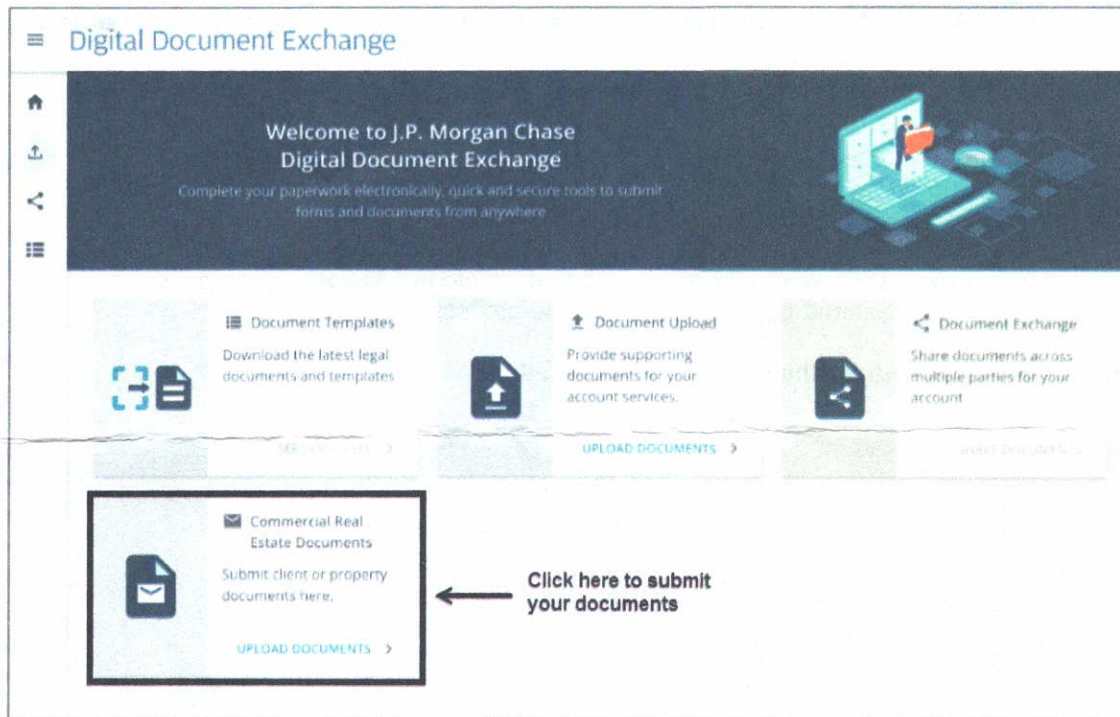 Digital Document Exchange
Welcome to J.P. Morgan Chase
Digital Document Exchange
Complete your paperwork electronically, quick and secure tools to submit
forms and documents from anywhere
Document Templates
Download the latest legal
documents and templates
Document Upload
Provide supporting
documents for your
account services.
UPLOAD DOCUMENTS >
Document Exchange
Share documents across
multiple parties for your
account
SHARE DOCUMENTS
Commercial Real
Estate Documents
Submit client or property
documents here.
UPLOAD DOCUMENTS >
Click here to submit
your documents